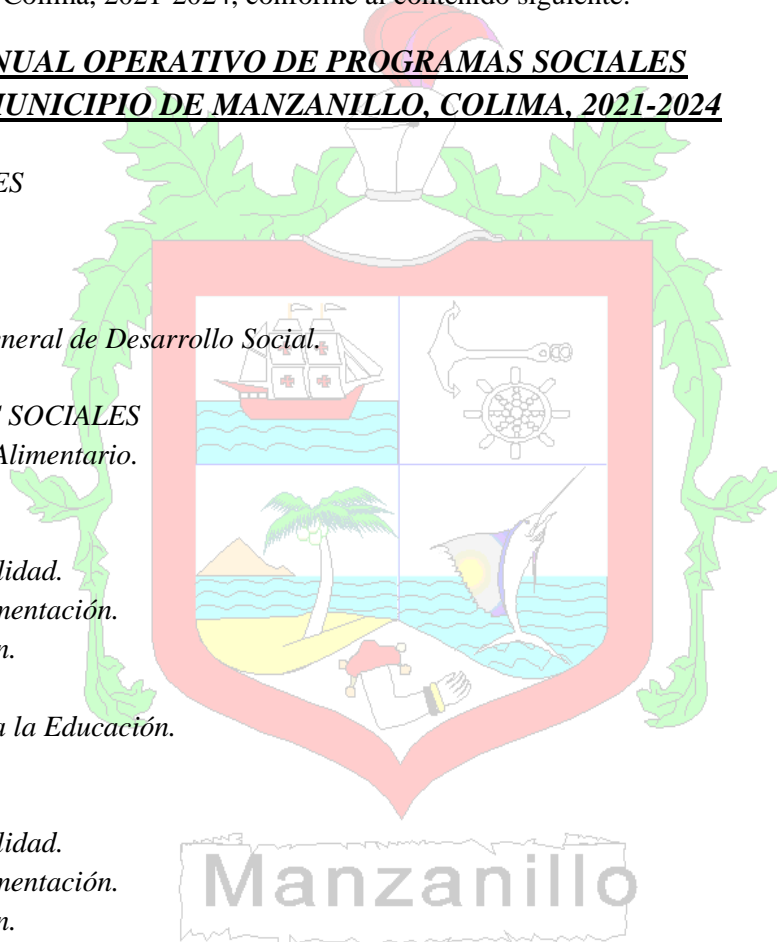 Colima, 2021-2024, conforme al contenido siguiente:
NUAL OPERATIVO DE PROGRAMAS SOCIALES
MUNICIPIO DE MANZANILLO, COLIMA, 2021-2024
ES
neral de Desarrollo Social.
SOCIALES
Alimentario.
lidad.
mentación.
n.
a la Educación.
lidad.
mentación.
n.
Manzanillo